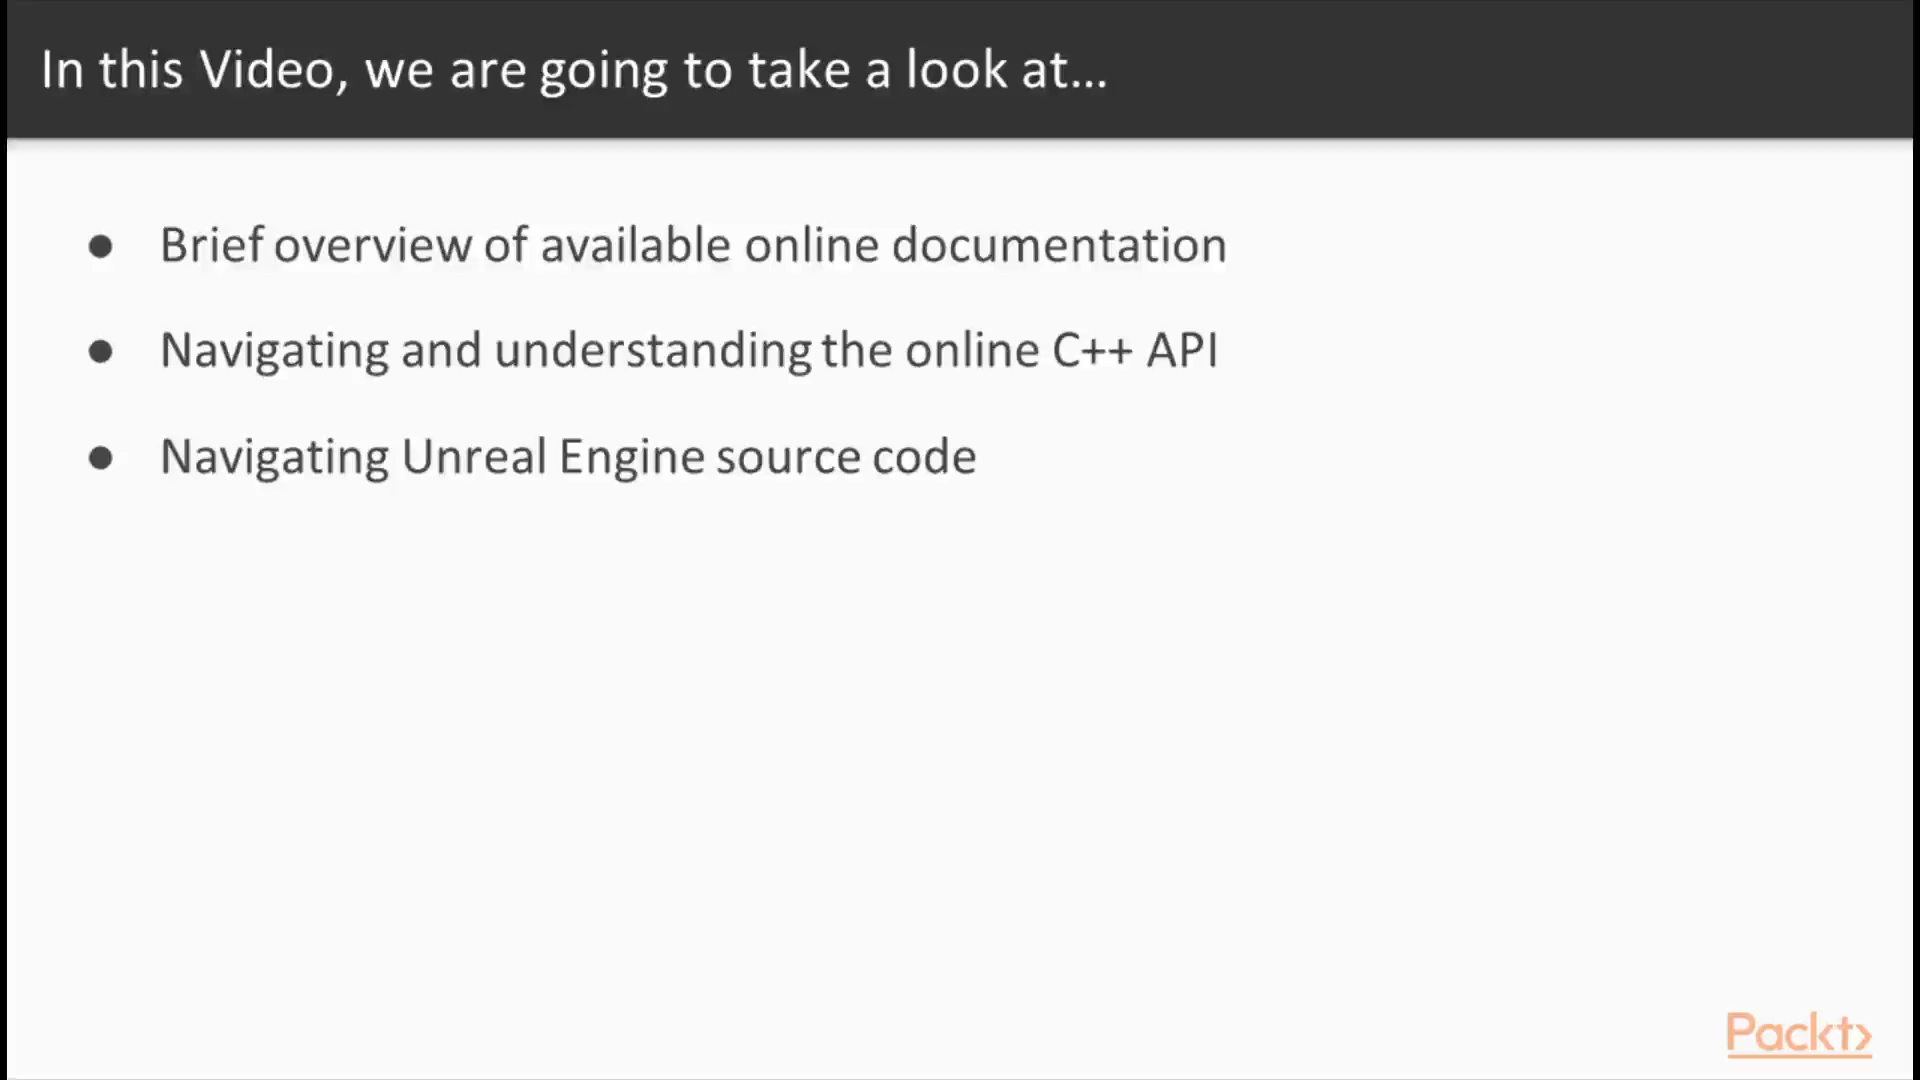 In this Video, we are going to take a look at...
● Brief overview of available online documentation
● Navigating and understanding the online C++ API
● Navigating Unreal Engine source code
Packt>